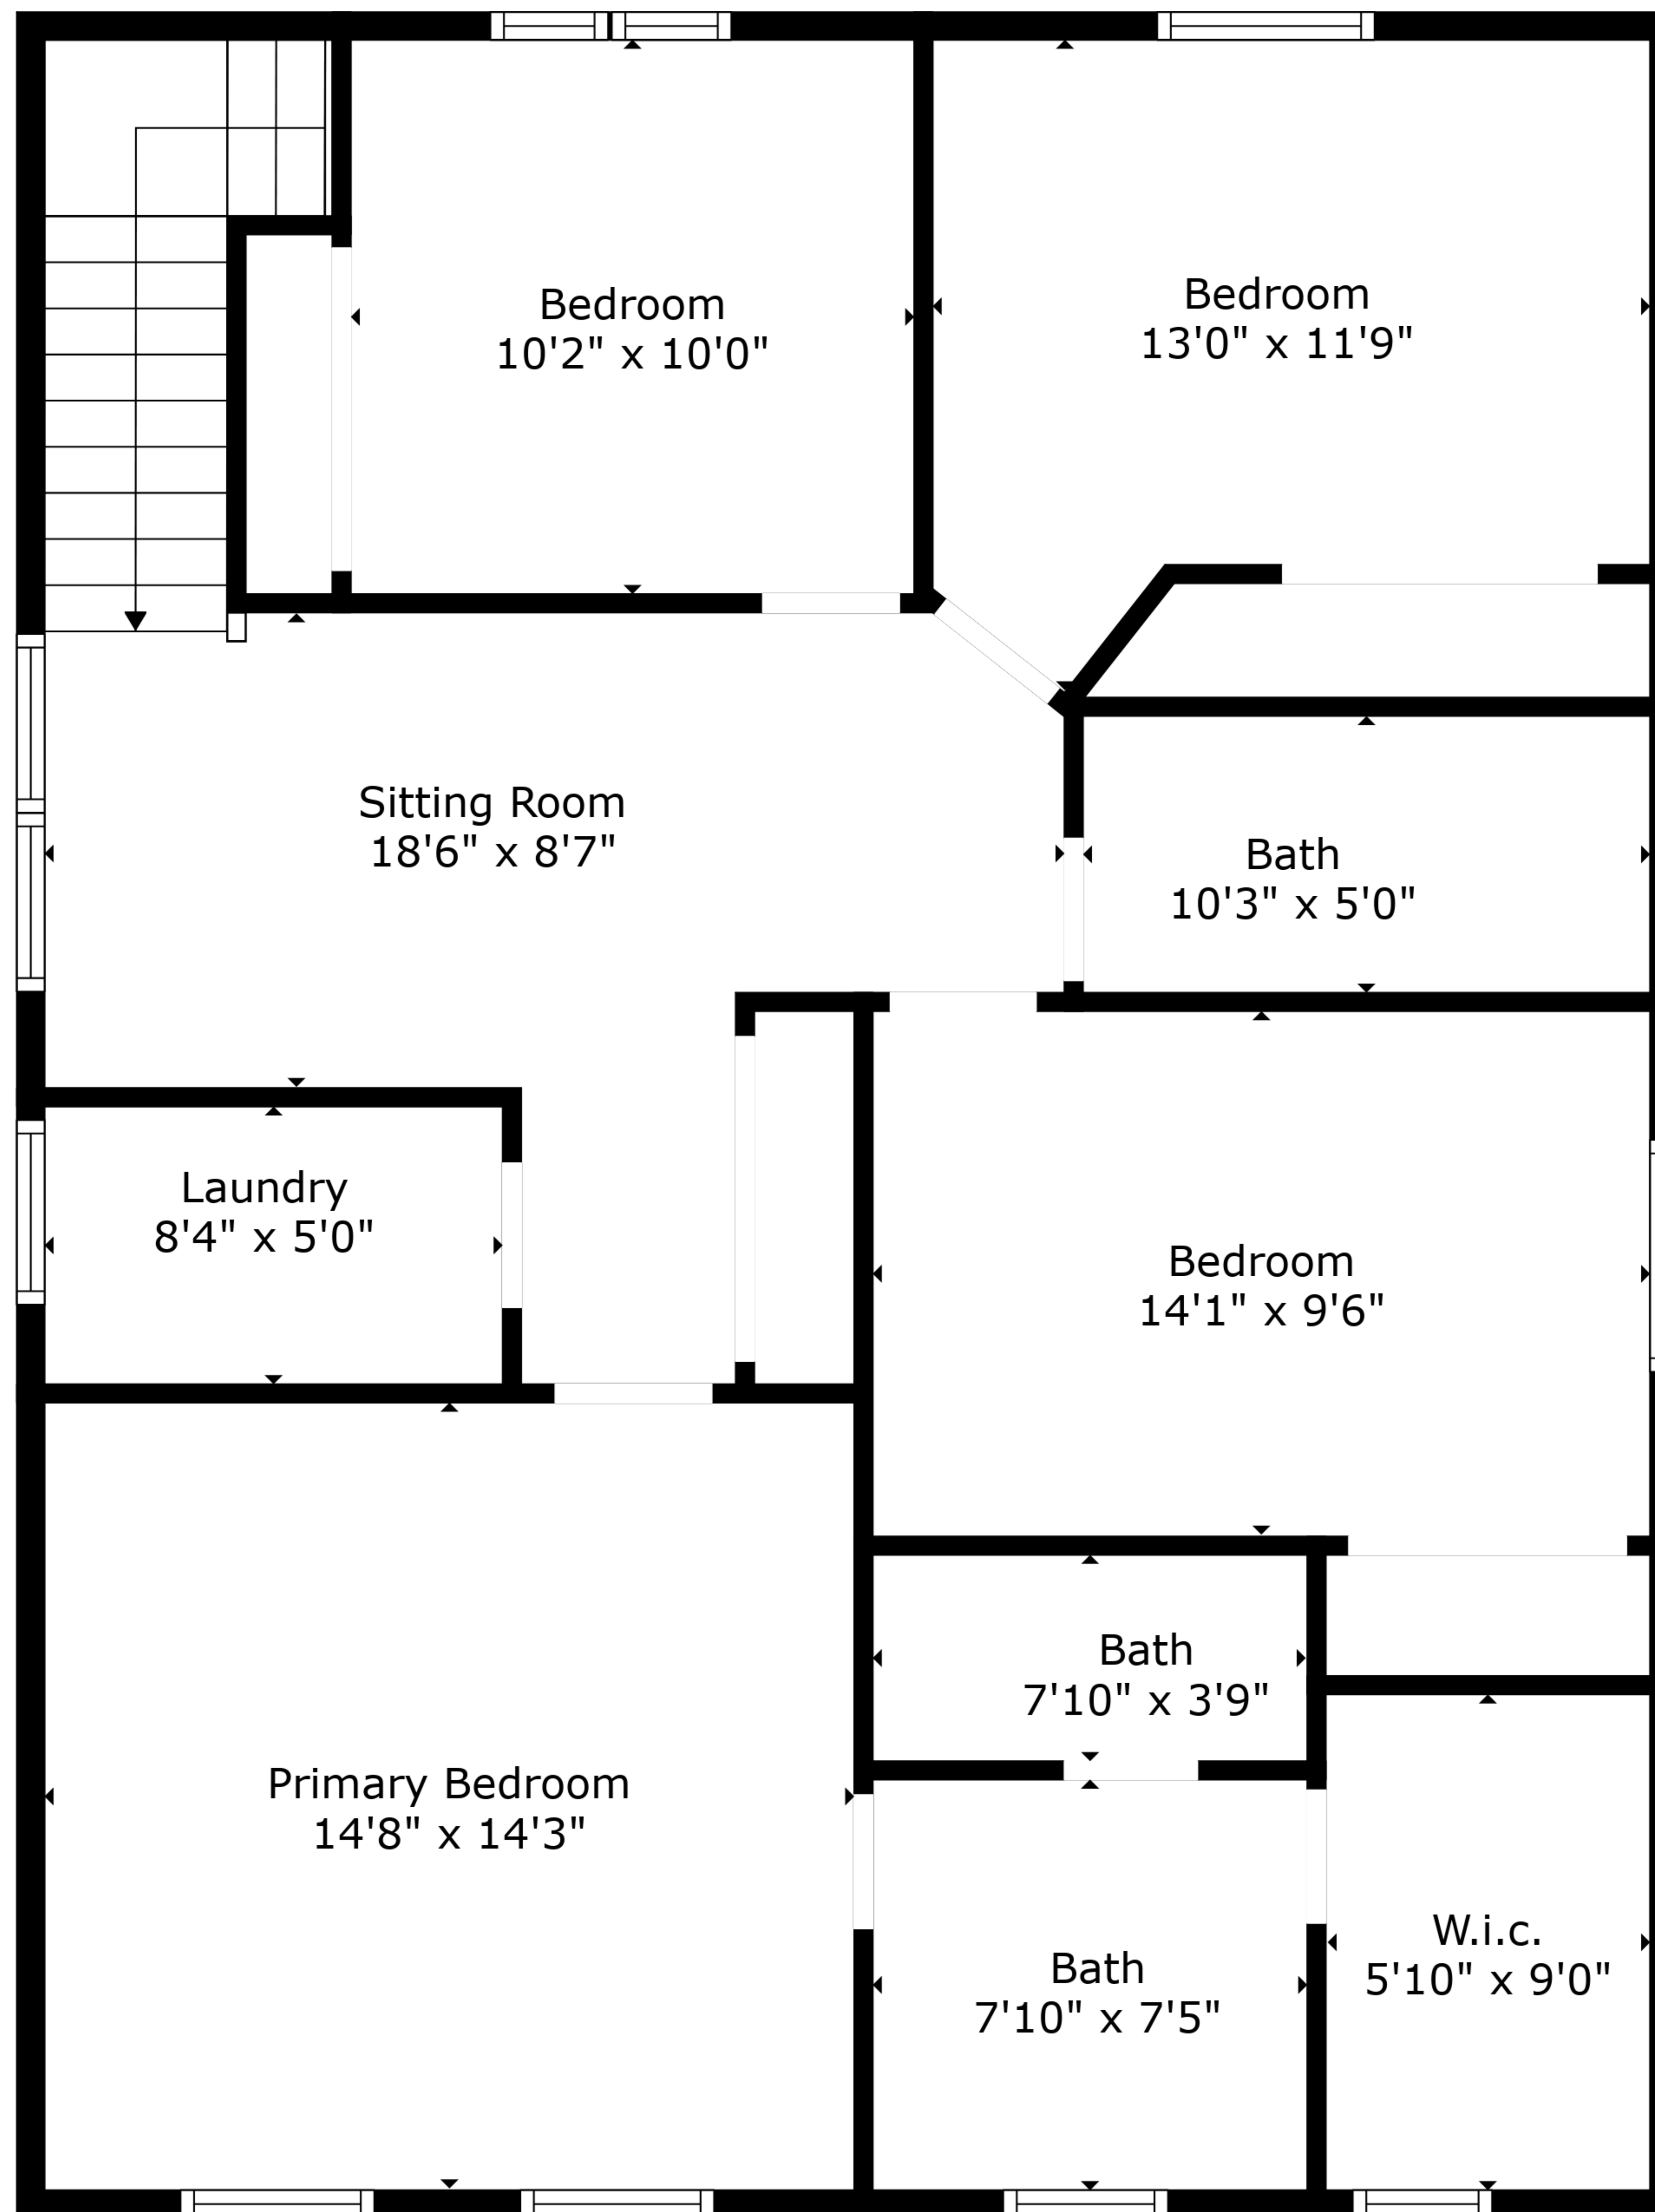 Bedroom
10'2" x 10'0"
Bedroom
13'0" x 11'9"
Sitting Room
18'6" x 8'7"
Bath
10'3" x 5'0"
Laundry
8'4" x 5'0"
Bedroom
14'1" x 9'6"
Bath
7'10" x 3'9"
Primary Bedroom
14'8" x 14'3"
Bath
7'10" x 7'5"
W.i.c.
5'10" x 9'0"